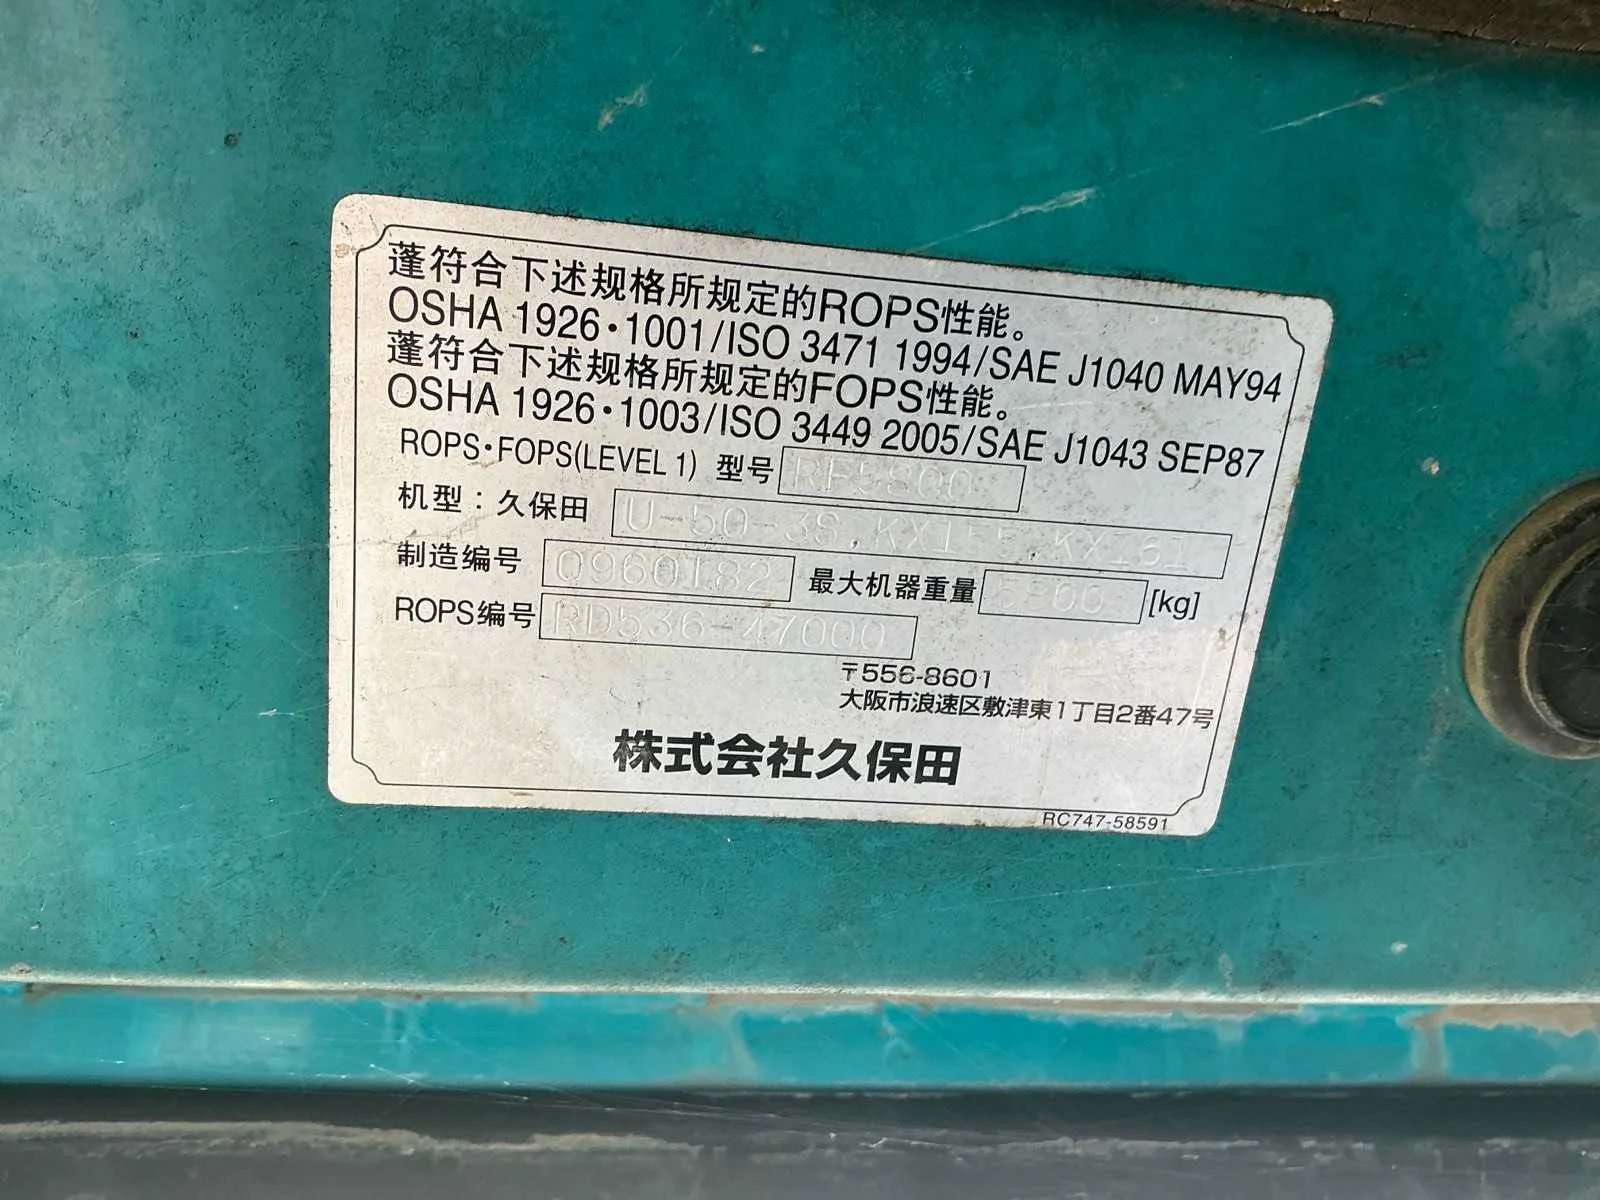 蓬符合下述规格所规定的ROPS性能。
OSHA 1926・1001/ISO 3471 1994/SAE J1040 MAY94
蓬符合下述规格所规定的FOPS性能。
OSHA 1926・1003/ISO 3449 2005/SAE J1043 SEP87
ROPS・FOPS(LEVEL 1) 型号 RF5800
机型：久保田 U-50-3S,
制造编号 最大机器重量 [kg]
ROPS编号 RD536-47000
〒556-8601
大阪市浪速区敷津東1丁目2番47号
株式会社久保田
RC747-58591